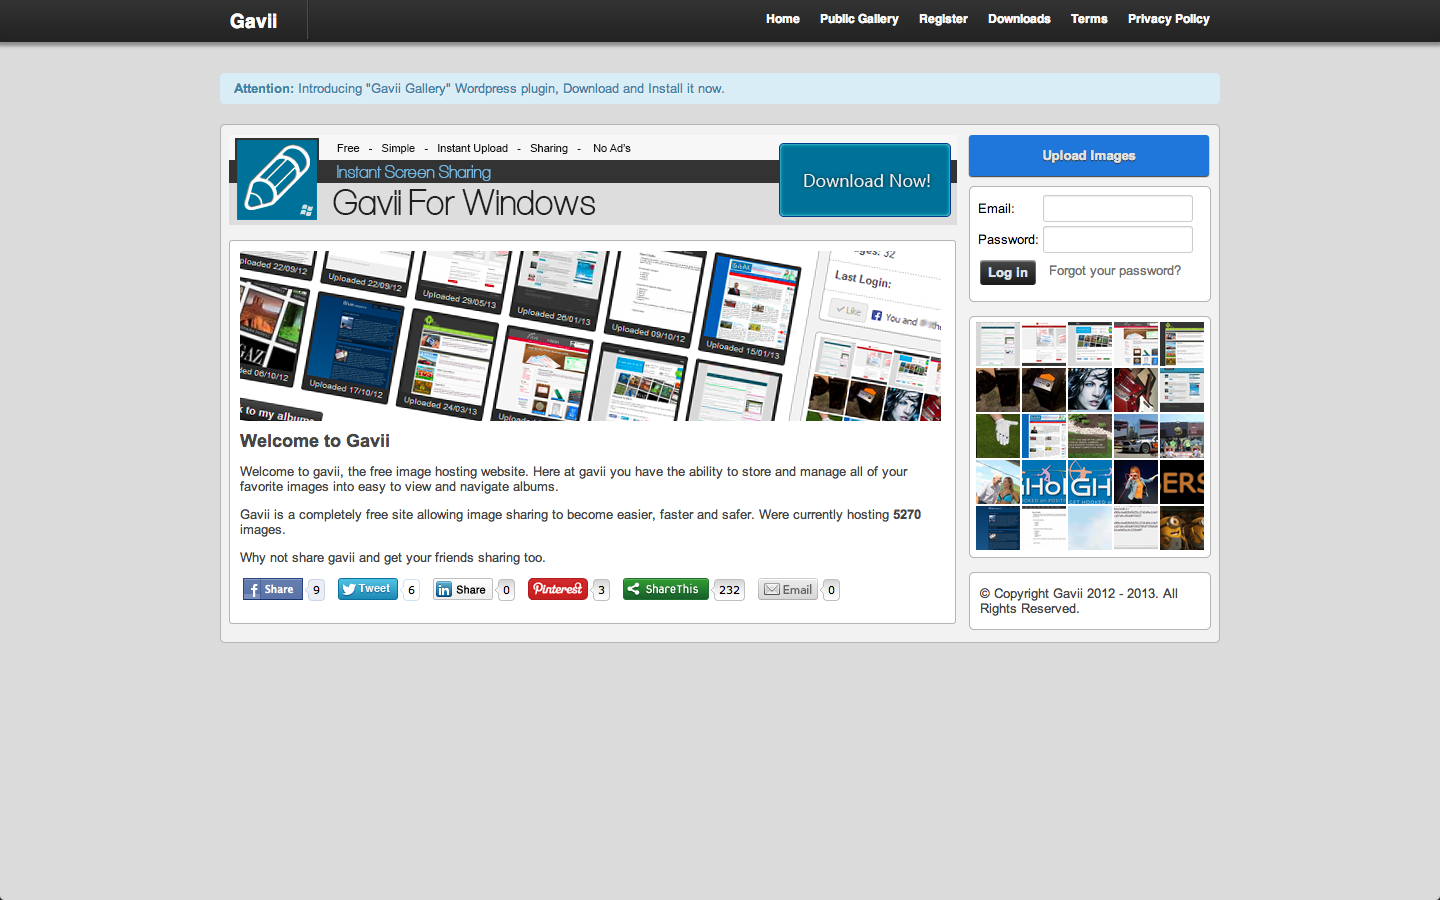 Gavii
Home Public Gallery Register Downloads Terms Privacy Policy
Attention: Introducing "Gavii Gallery" Wordpress plugin, Download and Install it now.
Free - Simple - Instant Upload - Sharing - No Ad's
Instant Screen Sharing
Gavii For Windows
Download Now!
Upload Images
Email:
Password:
Log in Forgot your password?
Uploaded 22/09/12
Uploaded 29/05/13
Uploaded 26/01/13
Uploaded 09/10/12
Uploaded 15/01/13
Last Login:
Like
You and
06/10/12
Uploaded 17/10/12
Uploaded 24/03/13
k to my album
Welcome to Gavii
Welcome to gavii, the free image hosting website. Here at gavii you have the ability to store and manage all of your
favorite images into easy to view and navigate albums.
Gavii is a completely free site allowing image sharing to become easier, faster and safer. Were currently hosting 5270
images.
Why not share gavii and get your friends sharing too.
Share 9 Tweet 6 Share 0 Pinterest 3 ShareThis 232 Email 0
ERS
© Copyright Gavii 2012 - 2013. All
Rights Reserved.